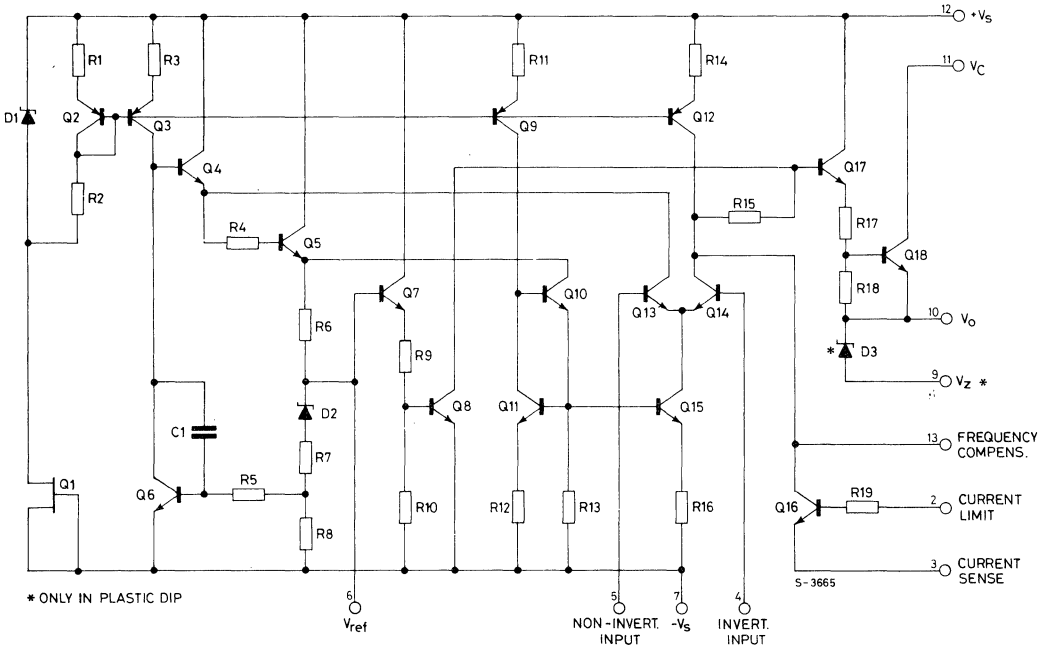 12 +Vs
11 VC
R1
R3
R11
R14
D1
Q2
Q3
Q9
Q12
Q4
Q17
R2
R15
R4
Q5
R17
Q18
Q7
Q10
Q13
Q14
R18
10 Vo
R6
R9
* D3
9 Vz *
D2
Q8
Q11
Q15
C1
13 FREQUENCY
COMPENS.
R7
Q1
Q6
R5
R10
R12
R13
R16
Q16
R19
2 CURRENT
LIMIT
R8
3 CURRENT
SENSE
S-3665
* ONLY IN PLASTIC DIP
6
Vref
5
NON-INVERT.
INPUT
7
-Vs
4
INVERT.
INPUT